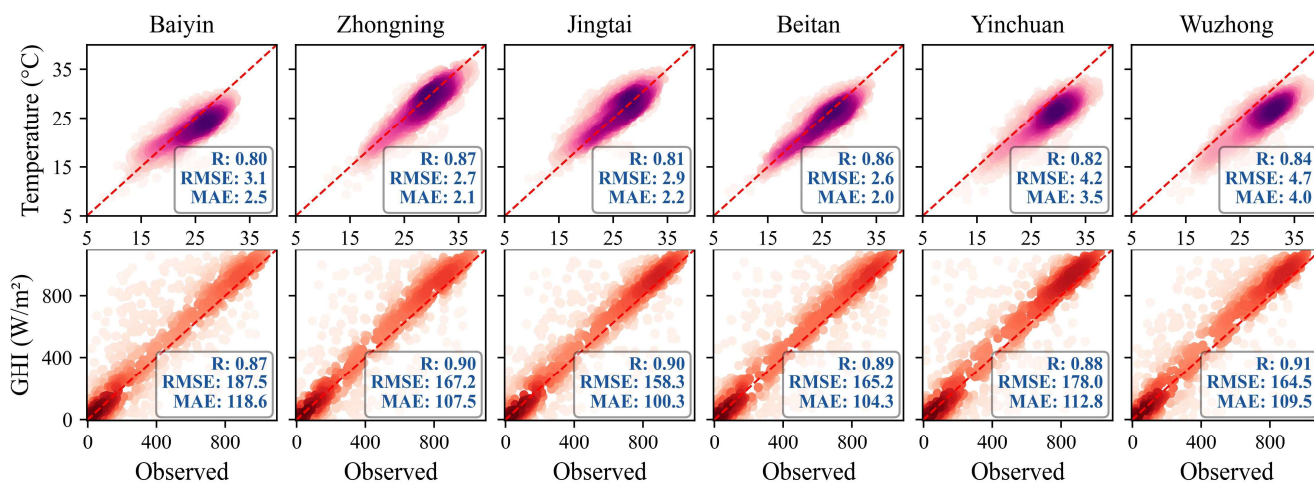 Baiyin Zhongning Jingtai Beitan Yinchuan Wuzhong
Temperature (°C)
35
25
15
5
R: 0.80
RMSE: 3.1
MAE: 2.5
R: 0.87
RMSE: 2.7
MAE: 2.1
R: 0.81
RMSE: 2.9
MAE: 2.2
R: 0.86
RMSE: 2.6
MAE: 2.0
R: 0.82
RMSE: 4.2
MAE: 3.5
R: 0.84
RMSE: 4.7
MAE: 4.0
5 15 25 35 5 15 25 35 5 15 25 35 5 15 25 35 5 15 25 35 5 15 25 35
GHI (W/m²)
800
400
0
R: 0.87
RMSE: 187.5
MAE: 118.6
R: 0.90
RMSE: 167.2
MAE: 107.5
R: 0.90
RMSE: 158.3
MAE: 100.3
R: 0.89
RMSE: 165.2
MAE: 104.3
R: 0.88
RMSE: 178.0
MAE: 112.8
R: 0.91
RMSE: 164.5
MAE: 109.5
0 400 800 0 400 800 0 400 800 0 400 800 0 400 800 0 400 800
Observed Observed Observed Observed Observed Observed